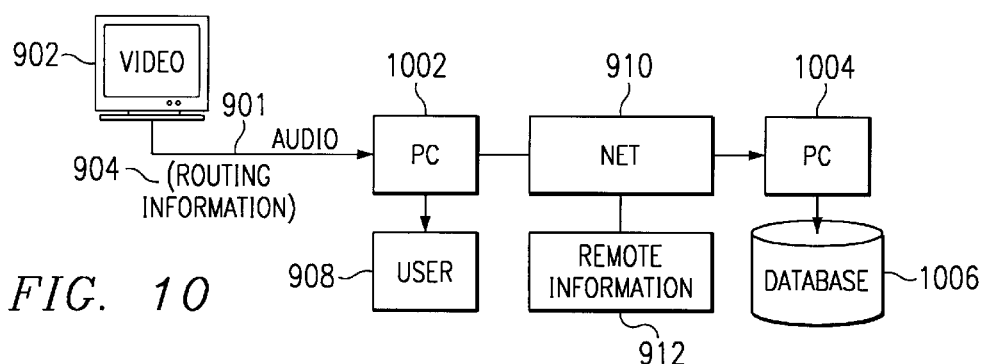 1002
910
1004
902
VIDEO
901
AUDIO
PC
NET
PC
904
(ROUTING
INFORMATION)
908
USER
REMOTE
INFORMATION
DATABASE
1006
912
FIG. 10